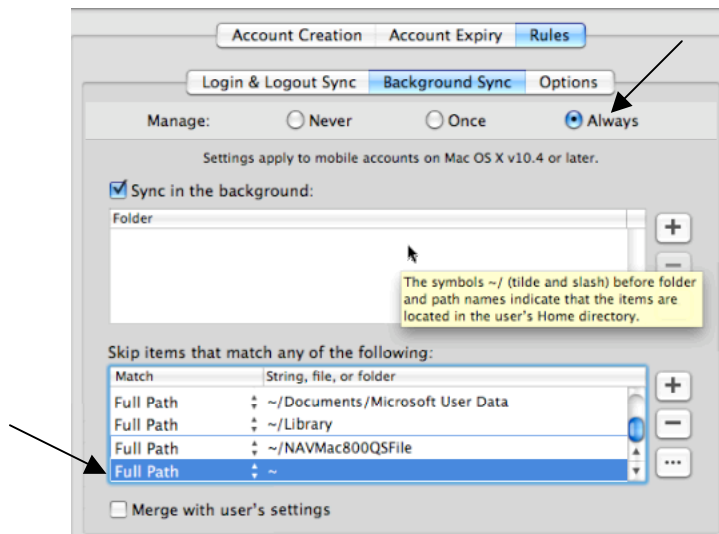 Account Creation Account Expiry Rules
Login & Logout Sync Background Sync Options
Manage: Never Once Always
Settings apply to mobile accounts on Mac OS X v10.4 or later.
Sync in the background:
Folder
+
−
The symbols ~/ (tilde and slash) before folder
and path names indicate that the items are
located in the user's Home directory.
Skip items that match any of the following:
Match String, file, or folder
+
Full Path ~/Documents/Microsoft User Data
Full Path ~/Library
−
Full Path ~/NAVMac800QSFile
Full Path ~
...
Merge with user's settings